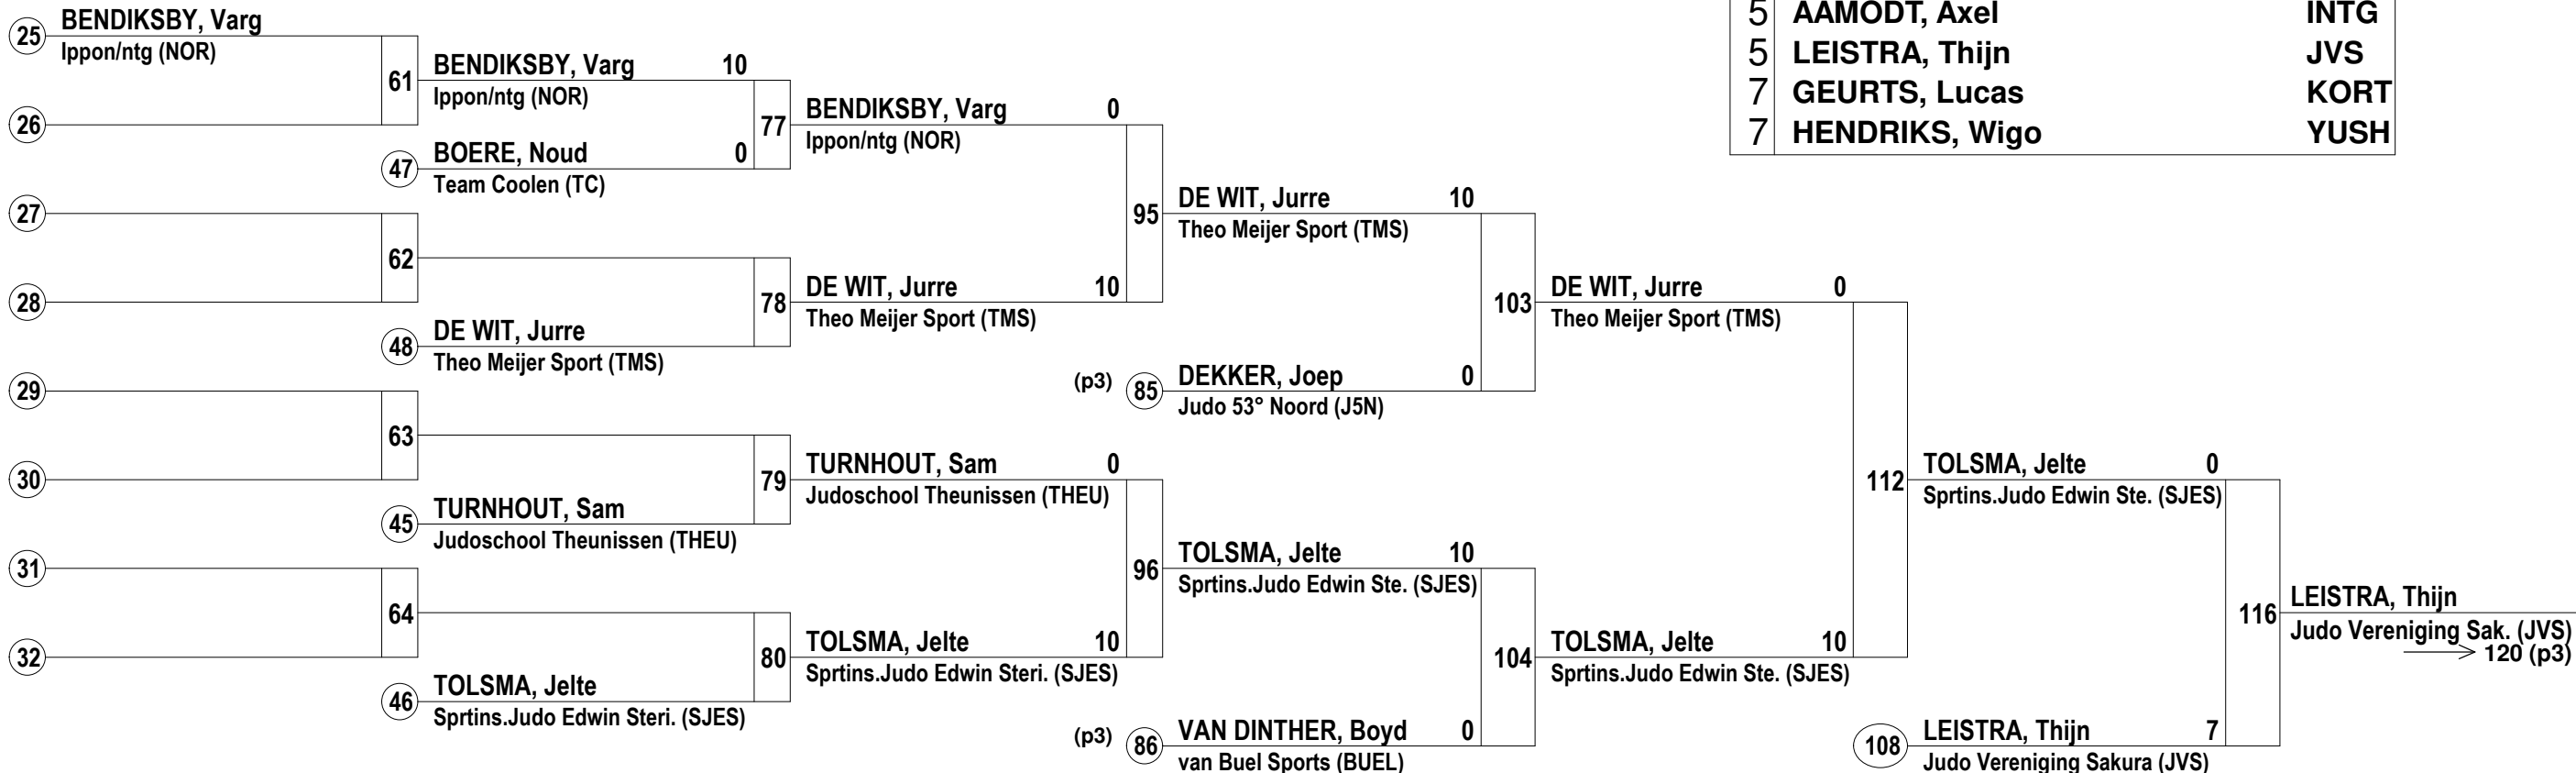 5 AAMODT, Axel INTG
5 LEISTRA, Thijn JVS
7 GEURTS, Lucas KORT
7 HENDRIKS, Wigo YUSH
25 BENDIKSBY, Varg
Ippon/ntg (NOR)
26
61 BENDIKSBY, Varg 10
Ippon/ntg (NOR)
47 BOERE, Noud 0
Team Coolen (TC)
77 BENDIKSBY, Varg 0
Ippon/ntg (NOR)
27
28
62
48 DE WIT, Jurre
Theo Meijer Sport (TMS)
78 DE WIT, Jurre 10
Theo Meijer Sport (TMS)
95 DE WIT, Jurre 10
Theo Meijer Sport (TMS)
(p3) 85 DEKKER, Joep 0
Judo 53° Noord (J5N)
103 DE WIT, Jurre 0
Theo Meijer Sport (TMS)
29
30
63
45 TURNHOUT, Sam
Judoschool Theunissen (THEU)
79 TURNHOUT, Sam 0
Judoschool Theunissen (THEU)
31
32
64
46 TOLSMA, Jelte
Sprtins.Judo Edwin Steri. (SJES)
80 TOLSMA, Jelte 10
Sprtins.Judo Edwin Steri. (SJES)
96 TOLSMA, Jelte 10
Sprtins.Judo Edwin Ste. (SJES)
(p3) 86 VAN DINTHER, Boyd 0
van Buel Sports (BUEL)
104 TOLSMA, Jelte 10
Sprtins.Judo Edwin Ste. (SJES)
112 TOLSMA, Jelte 0
Sprtins.Judo Edwin Ste. (SJES)
108 LEISTRA, Thijn 7
Judo Vereniging Sakura (JVS)
116 LEISTRA, Thijn
Judo Vereniging Sak. (JVS)
120 (p3)